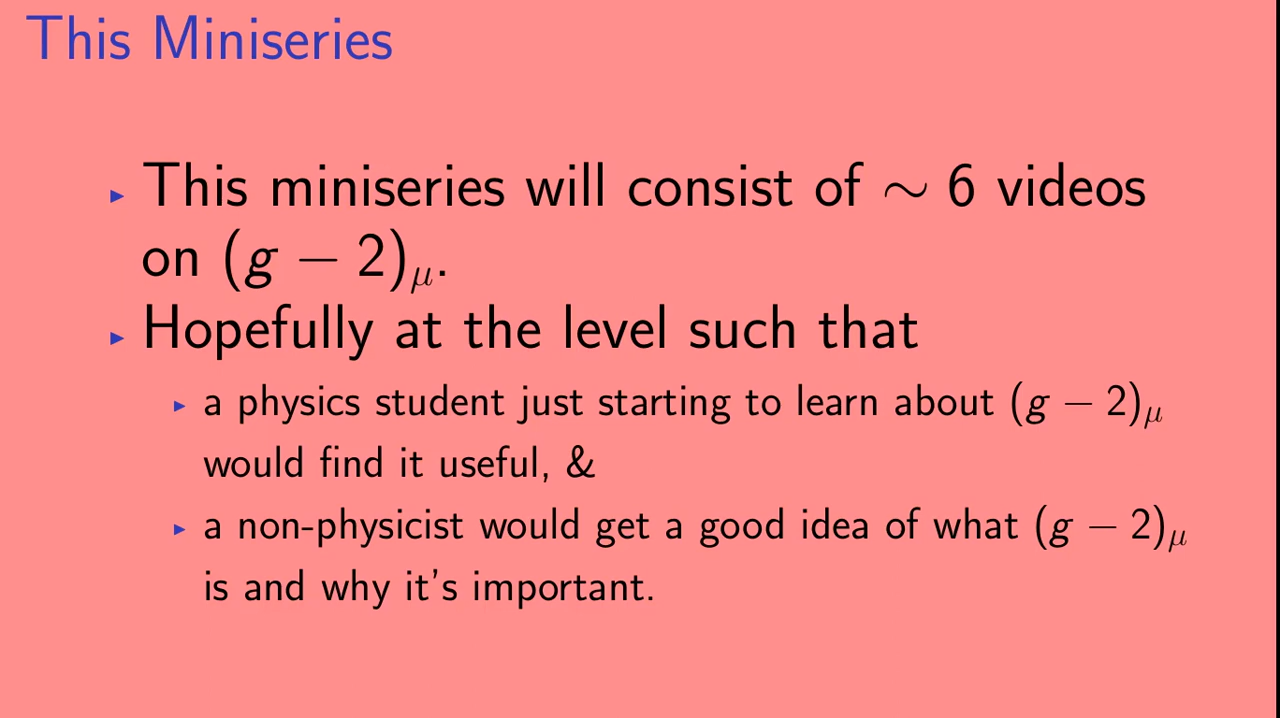 This Miniseries
▸ This miniseries will consist of ∼ 6 videos
on (g − 2)μ.
▸ Hopefully at the level such that
▸ a physics student just starting to learn about (g − 2)μ
would find it useful, &
▸ a non-physicist would get a good idea of what (g − 2)μ
is and why it's important.